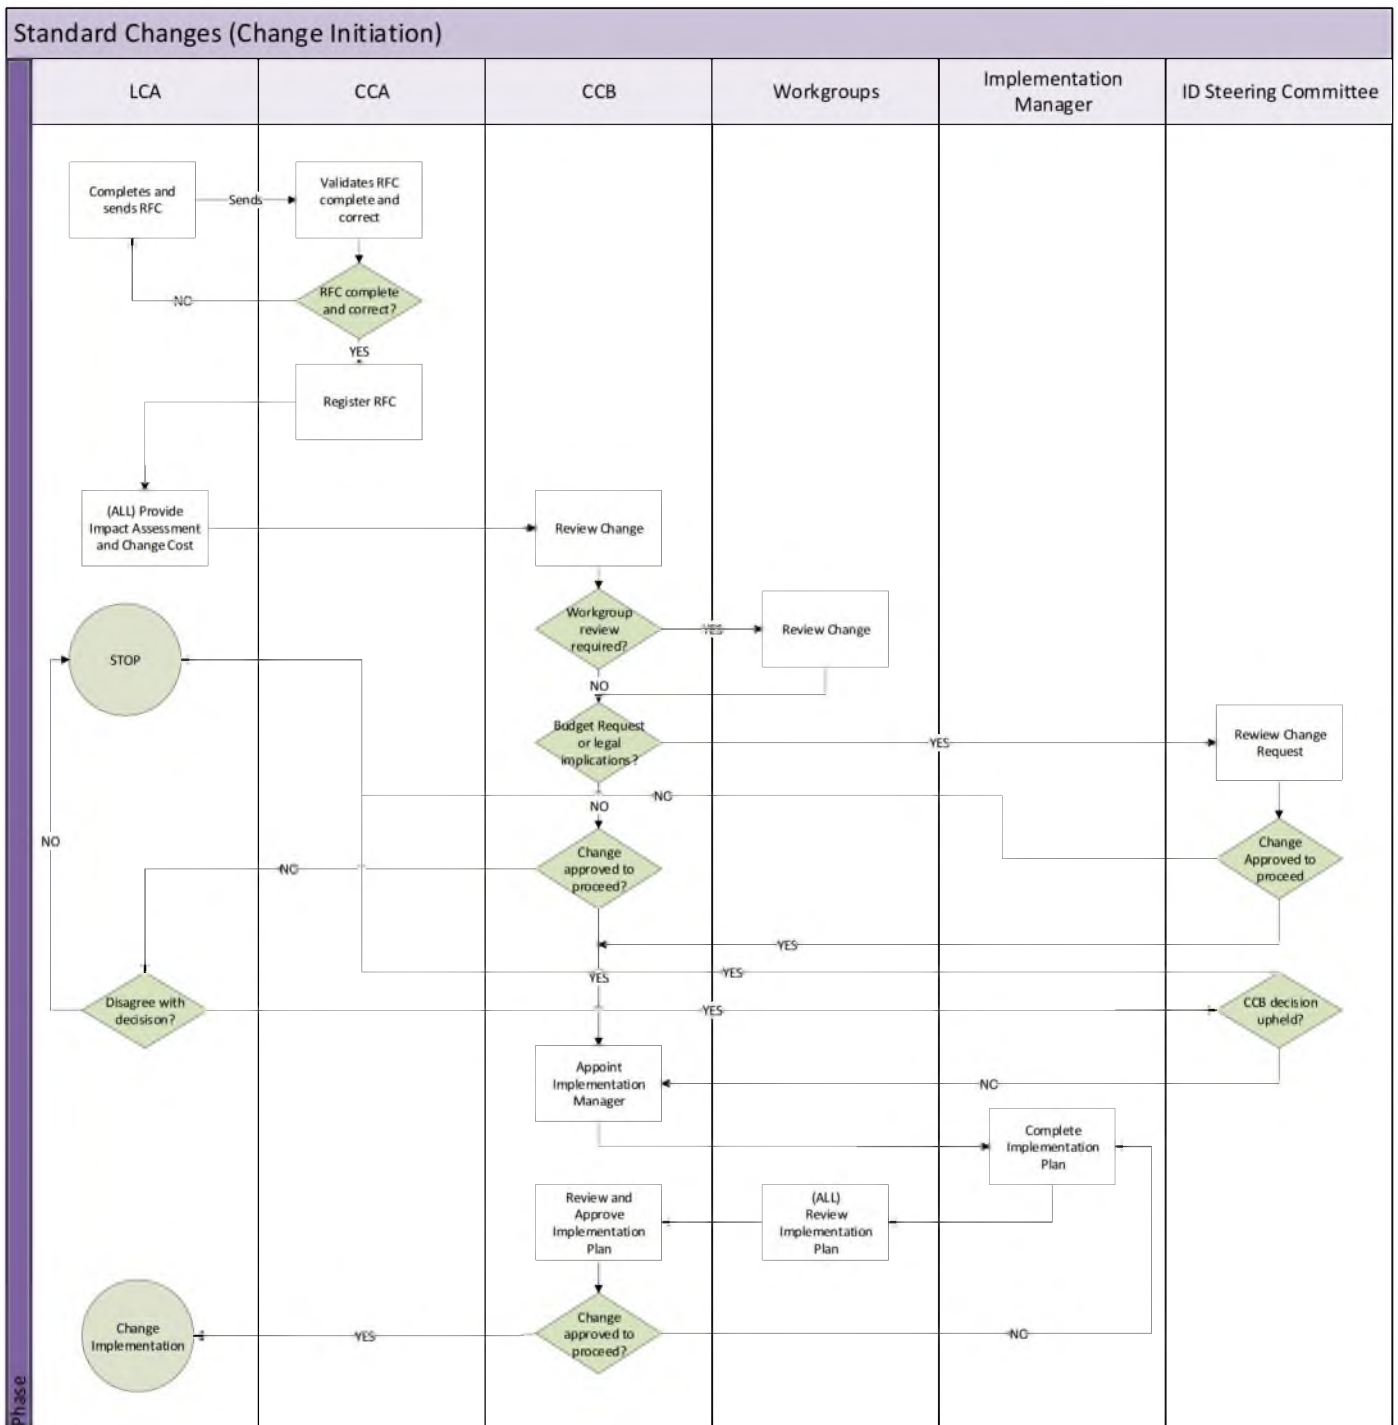 Standard Changes (Change Initiation)
LCA
CCA
CCB
Workgroups
Implementation
Manager
ID Steering Committee
Completes and
sends RFC
Sends
Validates RFC
complete and
correct
RFC complete
and correct?
NO
YES
Register RFC
(ALL) Provide
Impact Assessment
and Change Cost
Review Change
Workgroup
review
required?
YES
Review Change
STOP
NO
Budget Request
or legal
implications?
YES
Rewiew Change
Request
NO
NO
NO
Change
approved to
proceed?
Change
Approved to
proceed
NO
YES
YES
YES
Disagree with
decisison?
YES
CCB decision
upheld?
Appoint
Implementation
Manager
NO
Complete
Implementation
Plan
Review and
Approve
Implementation
Plan
(ALL)
Review
Implementation
Plan
Change
Implementation
YES
Change
approved to
proceed?
NO
Phase